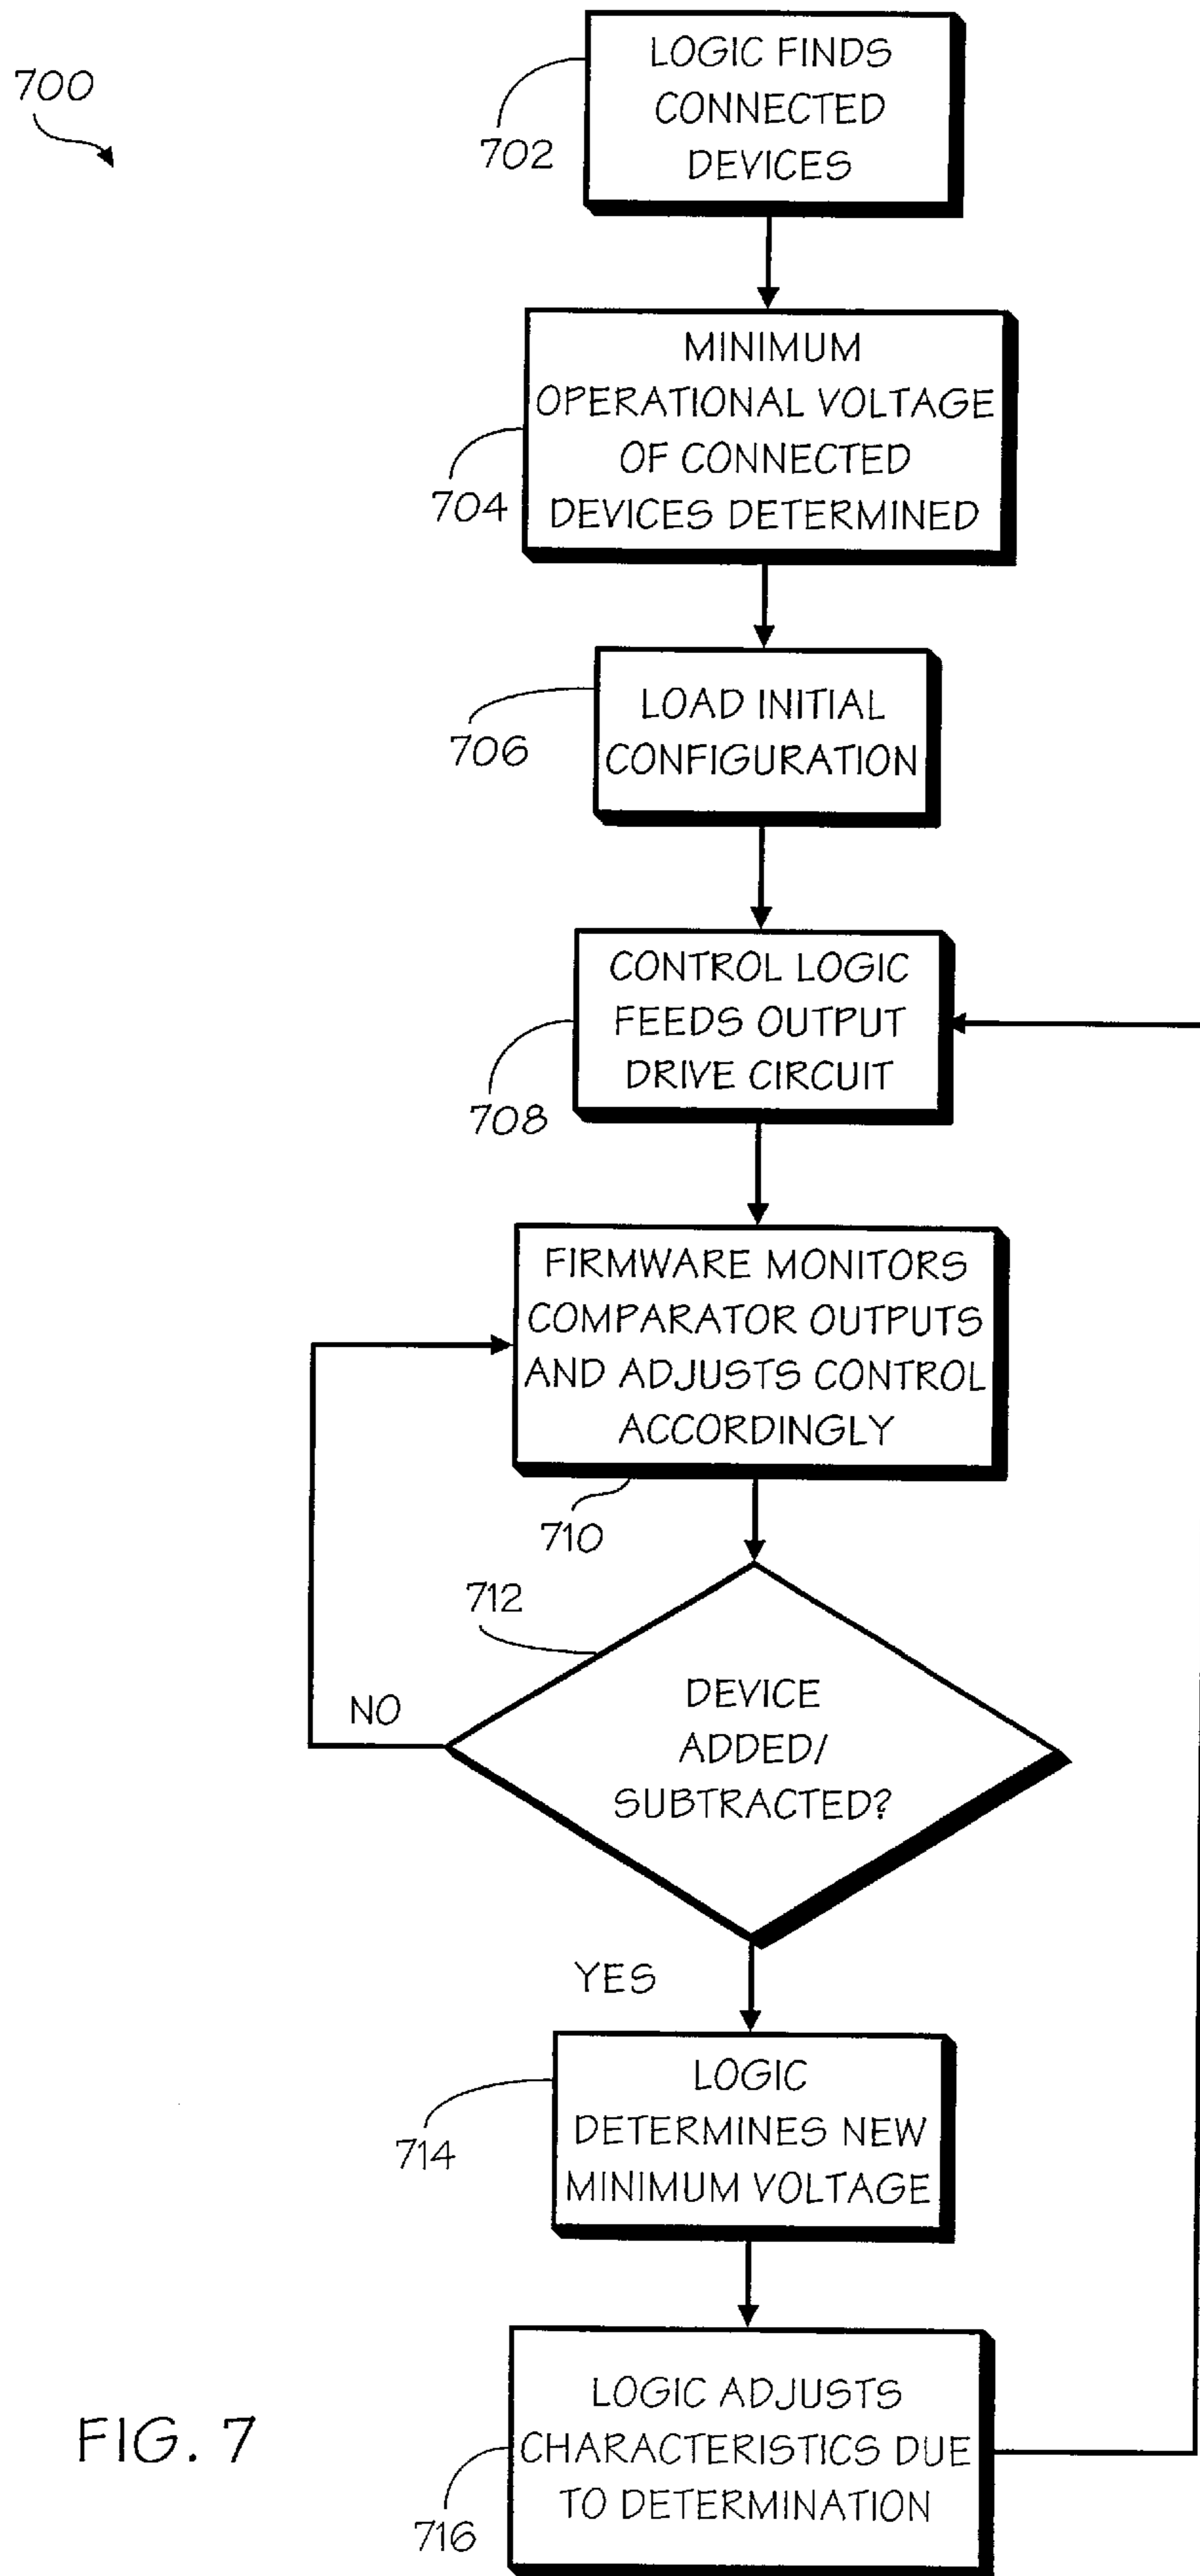 700
LOGIC FINDS
CONNECTED
DEVICES
702
MINIMUM
OPERATIONAL VOLTAGE
OF CONNECTED
DEVICES DETERMINED
704
LOAD INITIAL
CONFIGURATION
706
CONTROL LOGIC
FEEDS OUTPUT
DRIVE CIRCUIT
708
FIRMWARE MONITORS
COMPARATOR OUTPUTS
AND ADJUSTS CONTROL
ACCORDINGLY
710
712
DEVICE
ADDED/
SUBTRACTED?
NO
YES
LOGIC
DETERMINES NEW
MINIMUM VOLTAGE
714
LOGIC ADJUSTS
CHARACTERISTICS DUE
TO DETERMINATION
716
FIG. 7